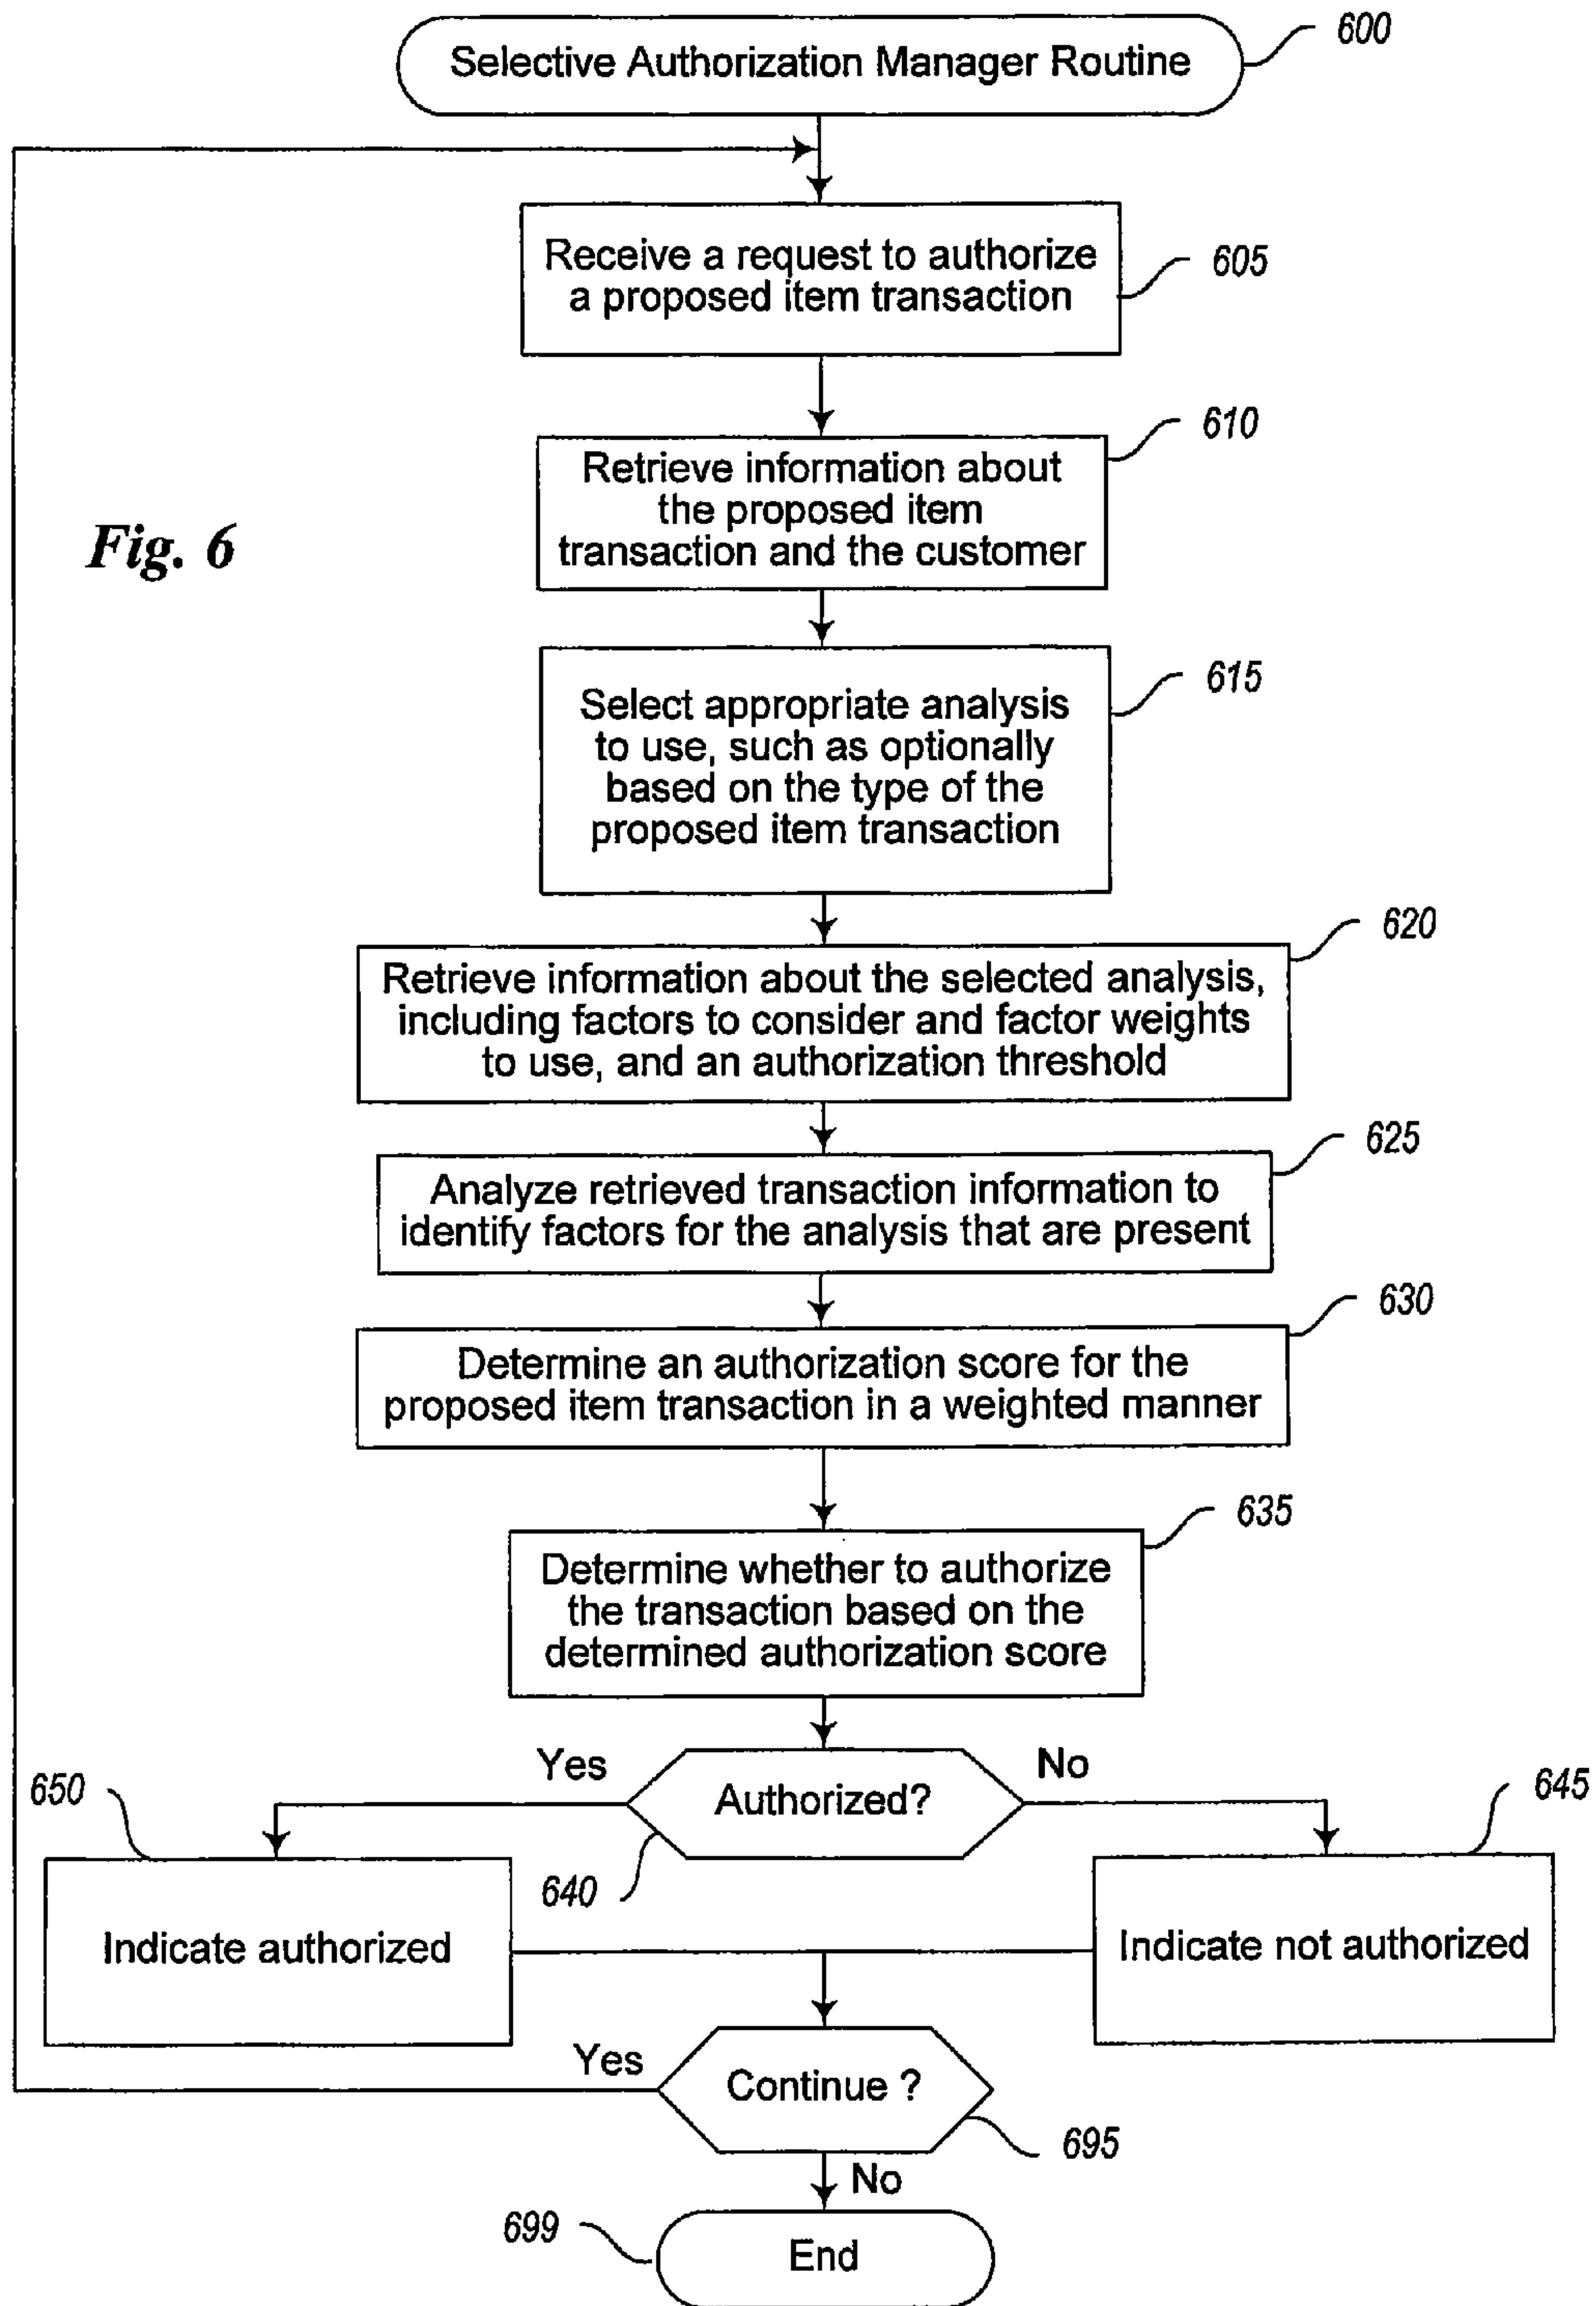 Selective Authorization Manager Routine
600
Receive a request to authorize
a proposed item transaction
605
610
Retrieve information about
the proposed item
transaction and the customer
Fig. 6
615
Select appropriate analysis
to use, such as optionally
based on the type of the
proposed item transaction
620
Retrieve information about the selected analysis,
including factors to consider and factor weights
to use, and an authorization threshold
625
Analyze retrieved transaction information to
identify factors for the analysis that are present
630
Determine an authorization score for the
proposed item transaction in a weighted manner
635
Determine whether to authorize
the transaction based on the
determined authorization score
Yes
No
650
Authorized?
645
640
Indicate authorized
Indicate not authorized
Yes
Continue ?
695
No
699
End